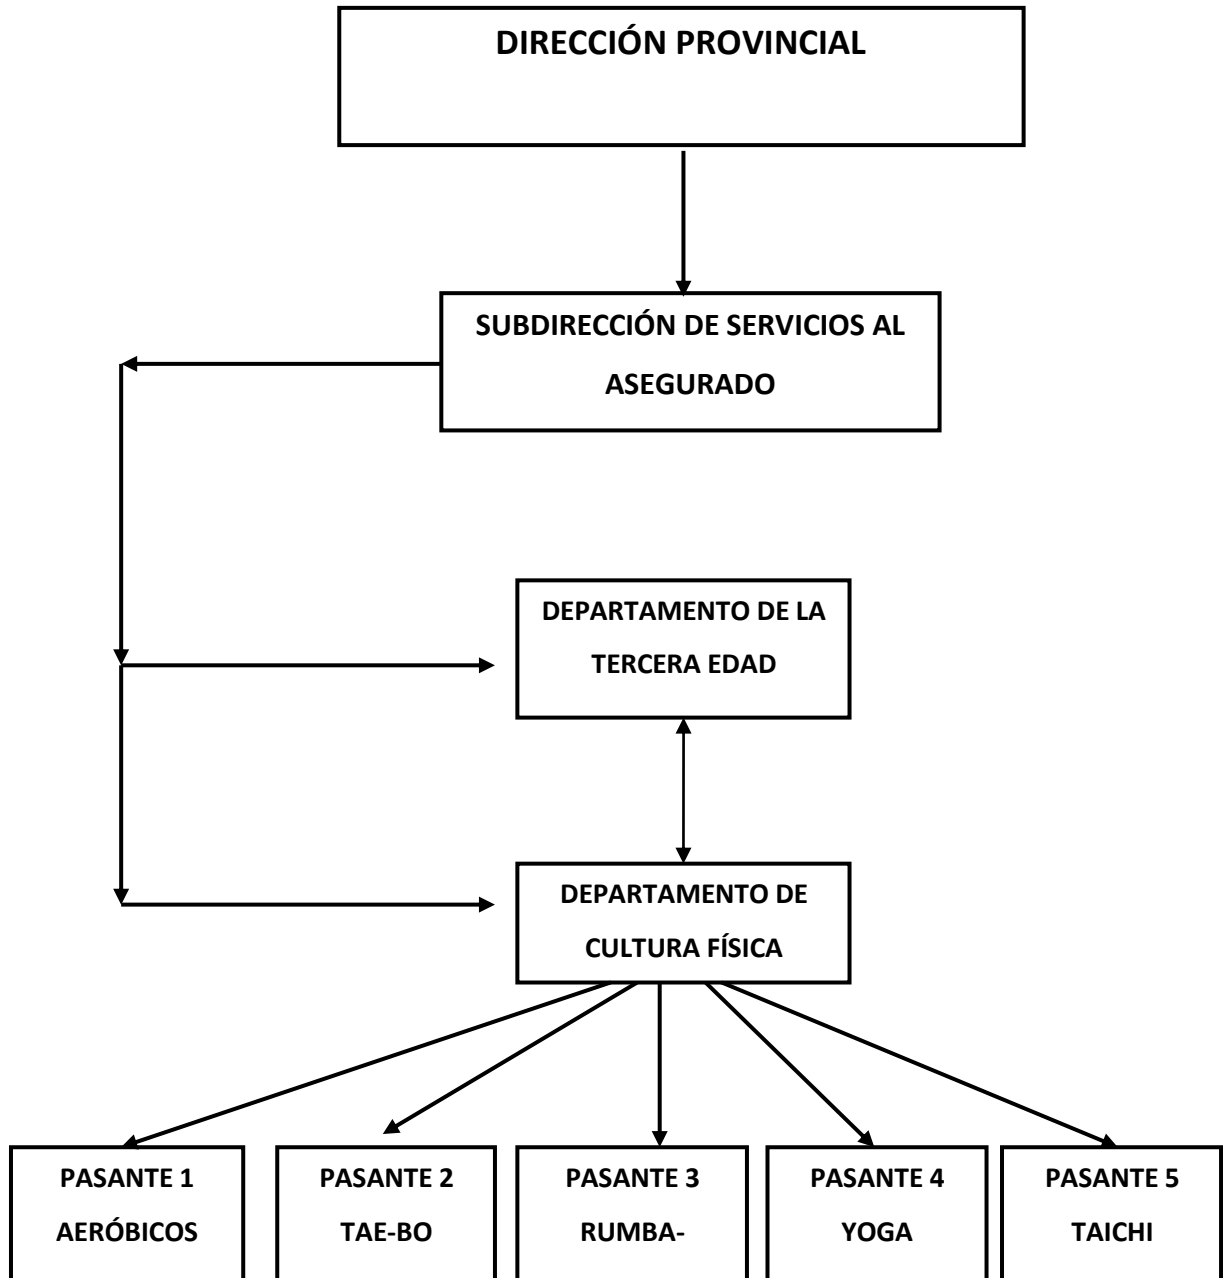 DIRECCIÓN PROVINCIAL
SUBDIRECCIÓN DE SERVICIOS AL
ASEGURADO
DEPARTAMENTO DE LA
TERCERA EDAD
DEPARTAMENTO DE
CULTURA FÍSICA
PASANTE 1
AERÓBICOS
PASANTE 2
TAE-BO
PASANTE 3
RUMBA-
PASANTE 4
YOGA
PASANTE 5
TAICHI